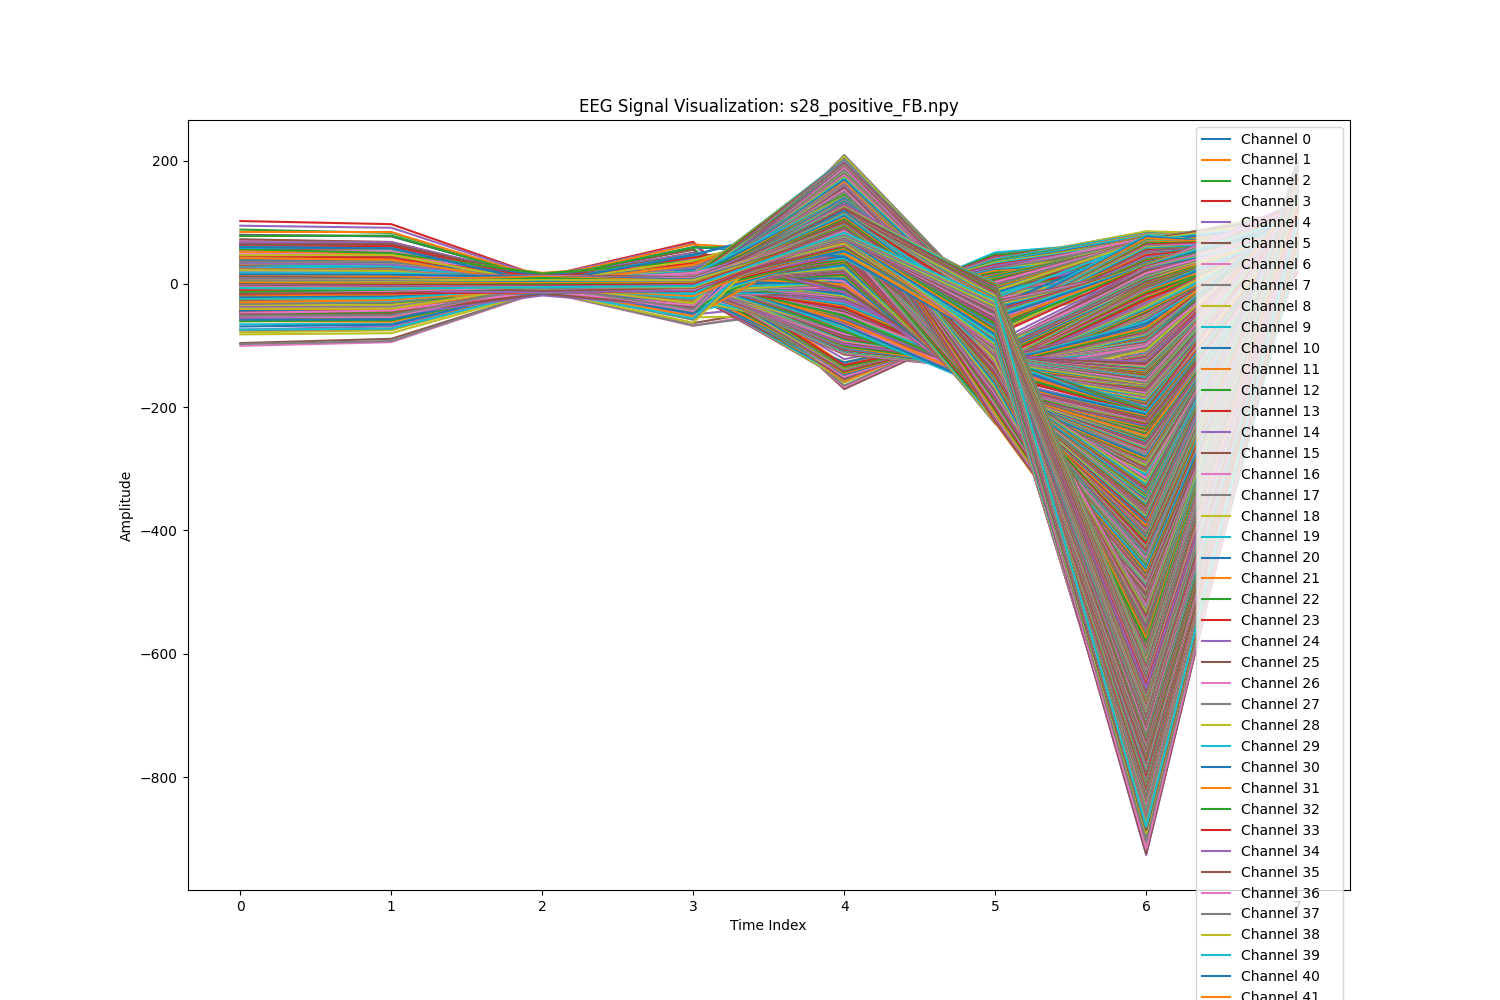 EEG Signal Visualization: s28_positive_FB.npy
200
0
−200
−400
−600
−800
Amplitude
0
1
2
3
4
5
6
7
Time Index
Channel 0
Channel 1
Channel 2
Channel 3
Channel 4
Channel 5
Channel 6
Channel 7
Channel 8
Channel 9
Channel 10
Channel 11
Channel 12
Channel 13
Channel 14
Channel 15
Channel 16
Channel 17
Channel 18
Channel 19
Channel 20
Channel 21
Channel 22
Channel 23
Channel 24
Channel 25
Channel 26
Channel 27
Channel 28
Channel 29
Channel 30
Channel 31
Channel 32
Channel 33
Channel 34
Channel 35
Channel 36
Channel 37
Channel 38
Channel 39
Channel 40
Channel 41